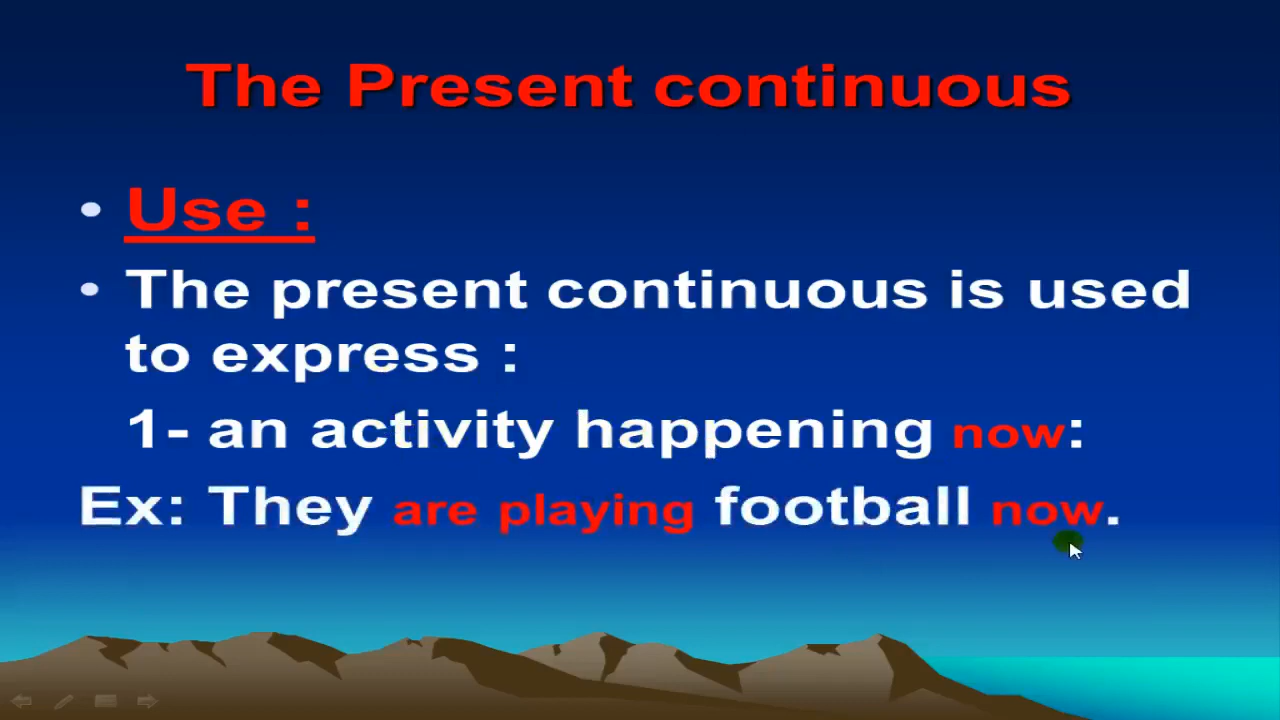 The Present continuous
• Use :
• The present continuous is used
to express :
1- an activity happening now:
Ex: They are playing football now.